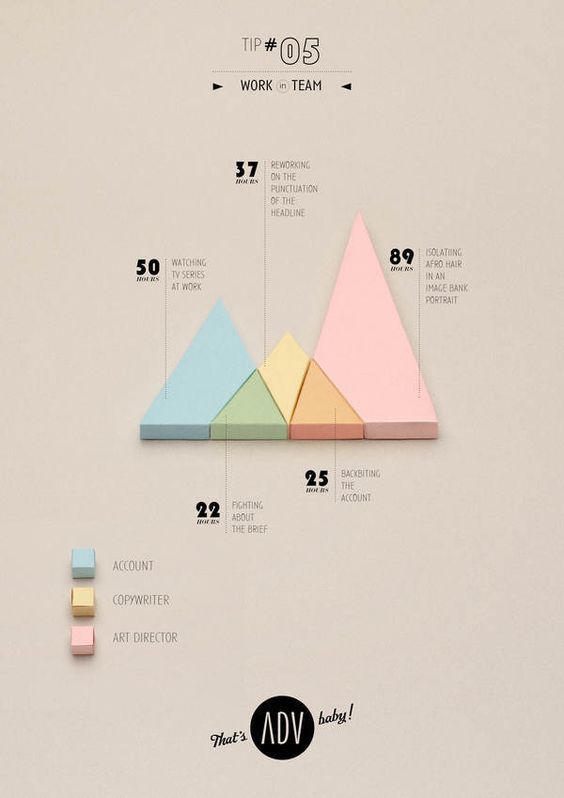 TIP #05
WORK in TEAM
37
HOURS
REWORKING
ON THE
PUNCTUATION
OF THE
HEADLINE
50
HOURS
WATCHING
TV SERIES
AT WORK
89
HOURS
ISOLATIING
AFRO HAIR
IN AN
IMAGE BANK
PORTRAIT
22
HOURS
FIGHTING
ABOUT
THE BRIEF
25
HOURS
BACKBITING
THE
ACCOUNT
ACCOUNT
COPYWRITER
ART DIRECTOR
That's ADV baby!